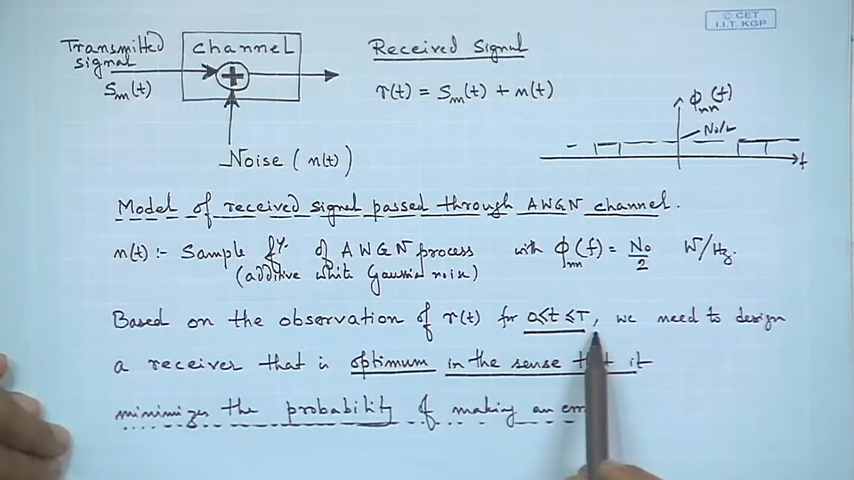 © CET
I.I.T. KGP
Transmitted signal
Channel
Received Signal
Sm(t)
+
r(t) = Sm(t) + n(t)
Φnn(f)
No/2
f
Noise (n(t))
Model of received signal passed through AWGN channel.
n(t) :- Sample fy. of AWGN process with Φnn(f) = No/2 W/Hz.
(additive white Gaussian noise)
Based on the observation of r(t) for 0≤t≤T, we need to design
a receiver that is optimum in the sense that it
minimizes the probability of making an